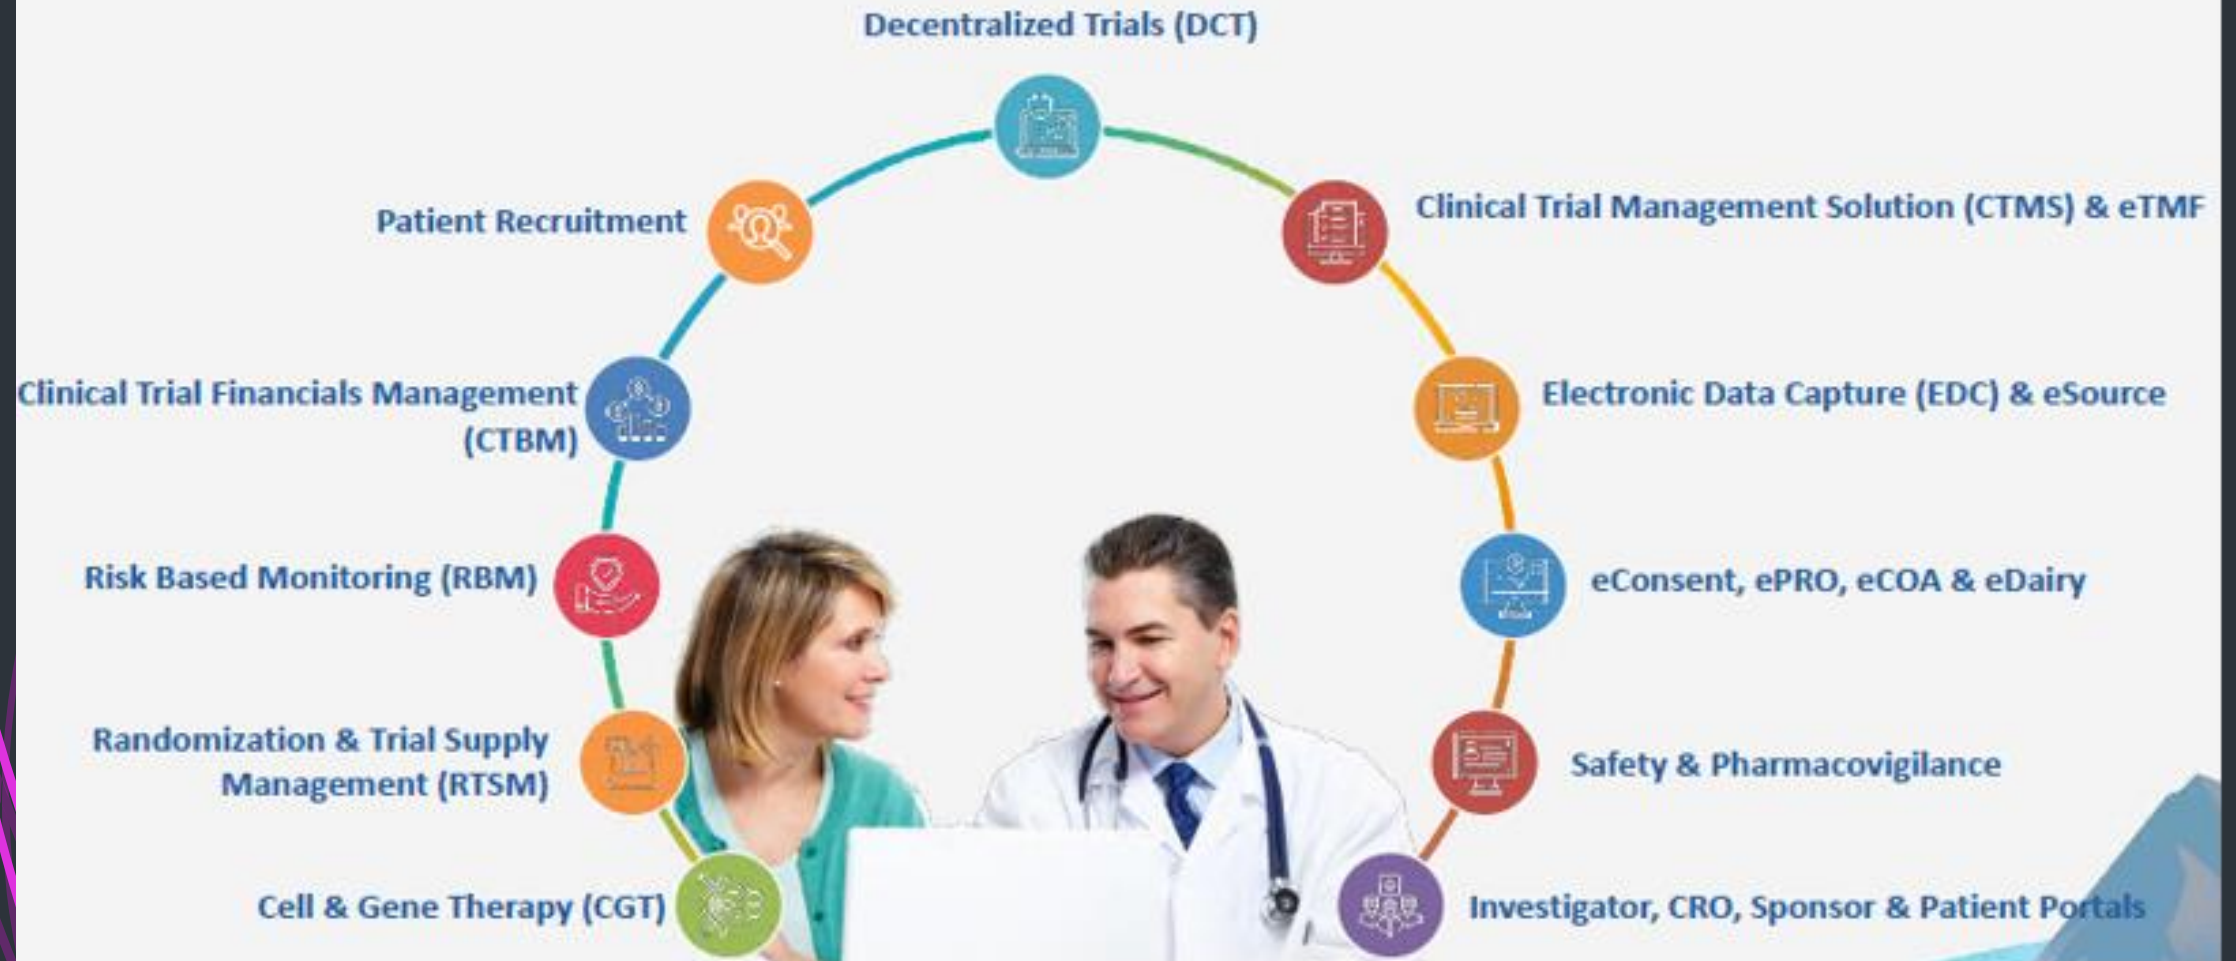 Decentralized Trials (DCT)
Patient Recruitment
Clinical Trial Management Solution (CTMS) & eTMF
Clinical Trial Financials Management
(CTBM)
Electronic Data Capture (EDC) & eSource
Risk Based Monitoring (RBM)
eConsent, ePRO, eCOA & eDairy
Randomization & Trial Supply
Management (RTSM)
Safety & Pharmacovigilance
Cell & Gene Therapy (CGT)
Investigator, CRO, Sponsor & Patient Portals